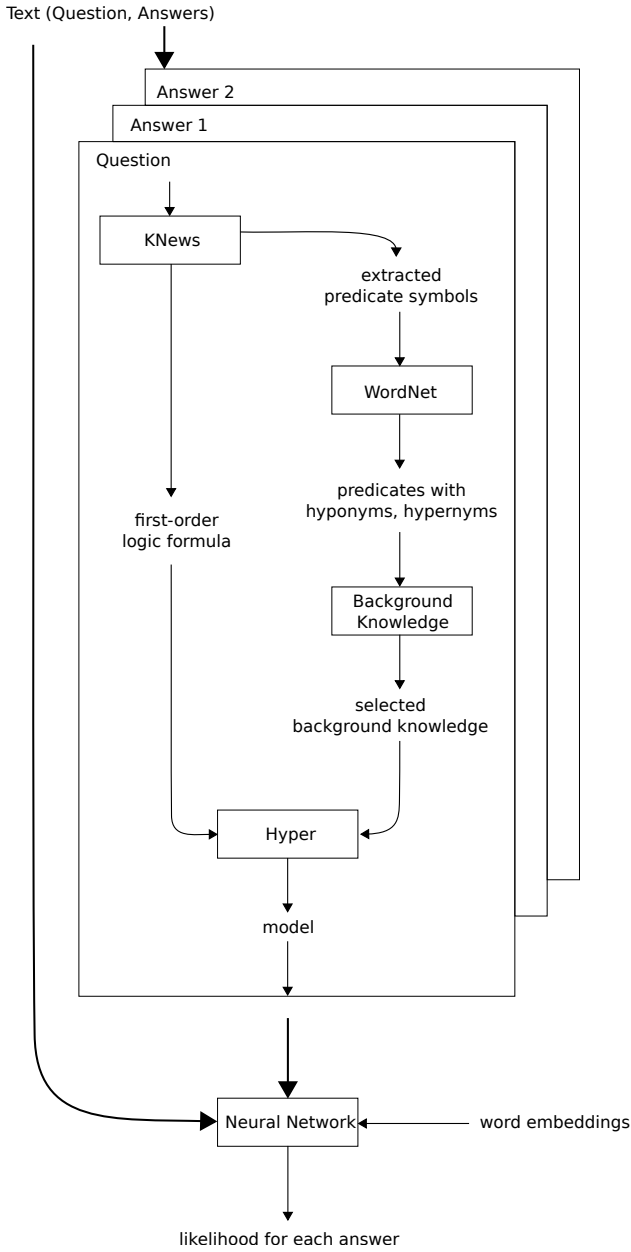 Text (Question, Answers)
Answer 2
Answer 1
Question
KNews
extracted
predicate symbols
WordNet
predicates with
hyponyms, hypernyms
first-order
logic formula
Background
Knowledge
selected
background knowledge
Hyper
model
Neural Network
word embeddings
likelihood for each answer